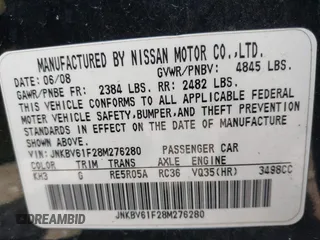 MANUFACTURED BY NISSAN MOTOR CO.,LTD.
DATE 06/08 GVWR/PNBV: 4845 LBS.
GAWR/PNBE FR: 2384 LBS. RR: 2482 LBS.
THIS VEHICLE CONFORMS TO ALL APPLICABLE FEDERAL
MOTOR VEHICLE SAFETY, BUMPER, AND THEFT PREVENTION
STANDARDS IN EFFECT ON THE DATE OF MANUFACTURE
SHOWN ABOVE.
VIN: JNKBV61F28M276280 PASSENGER CAR
COLOR TRIM TRANS AXLE ENGINE
KH3 G RE5R05A RC36 VQ35(HR) 3498CC
JNKBV61F28M276280
DREAMBID